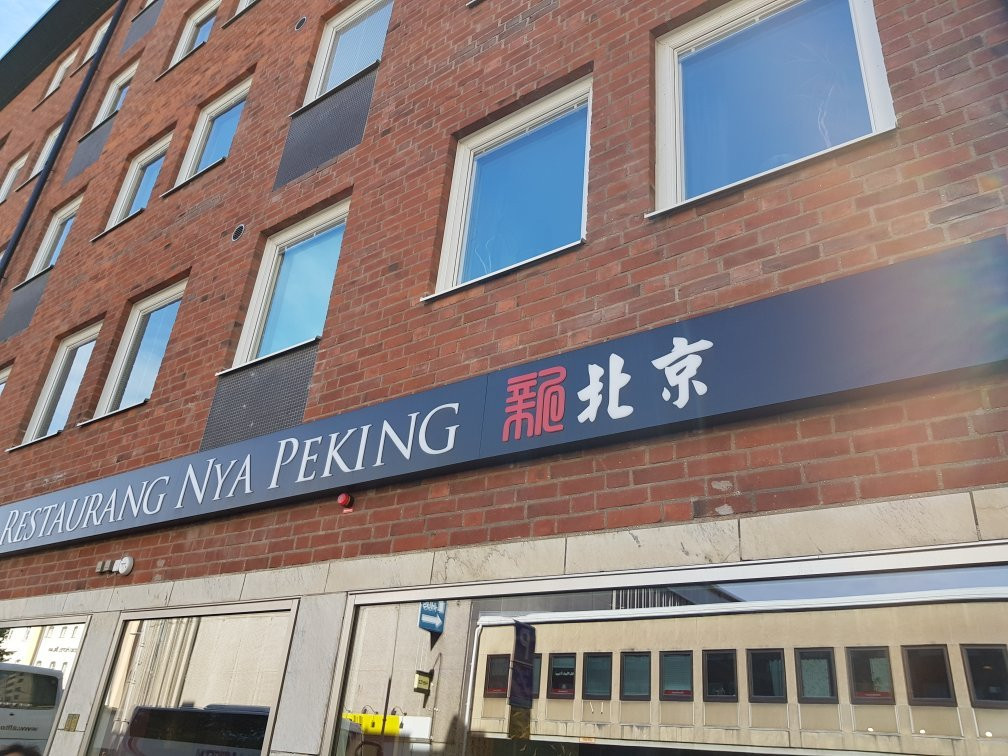 RESTAURANG NYA PEKING 新北京
P